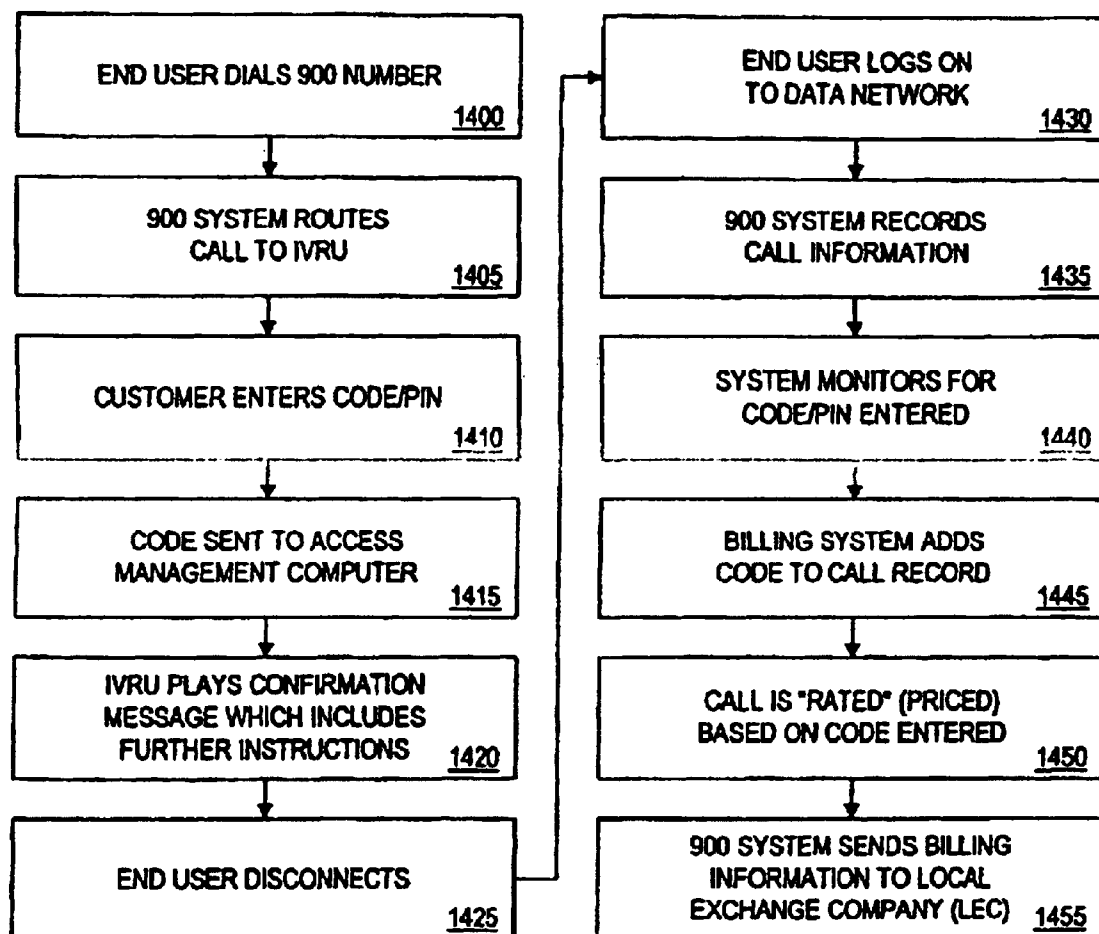 END USER DIALS 900 NUMBER
1400
900 SYSTEM ROUTES
CALL TO IVRU
1405
CUSTOMER ENTERS CODE/PIN
1410
CODE SENT TO ACCESS
MANAGEMENT COMPUTER
1415
IVRU PLAYS CONFIRMATION
MESSAGE WHICH INCLUDES
FURTHER INSTRUCTIONS
1420
END USER DISCONNECTS
1425
END USER LOGS ON
TO DATA NETWORK
1430
900 SYSTEM RECORDS
CALL INFORMATION
1435
SYSTEM MONITORS FOR
CODE/PIN ENTERED
1440
BILLING SYSTEM ADDS
CODE TO CALL RECORD
1445
CALL IS "RATED" (PRICED)
BASED ON CODE ENTERED
1450
900 SYSTEM SENDS BILLING
INFORMATION TO LOCAL
EXCHANGE COMPANY (LEC)
1455